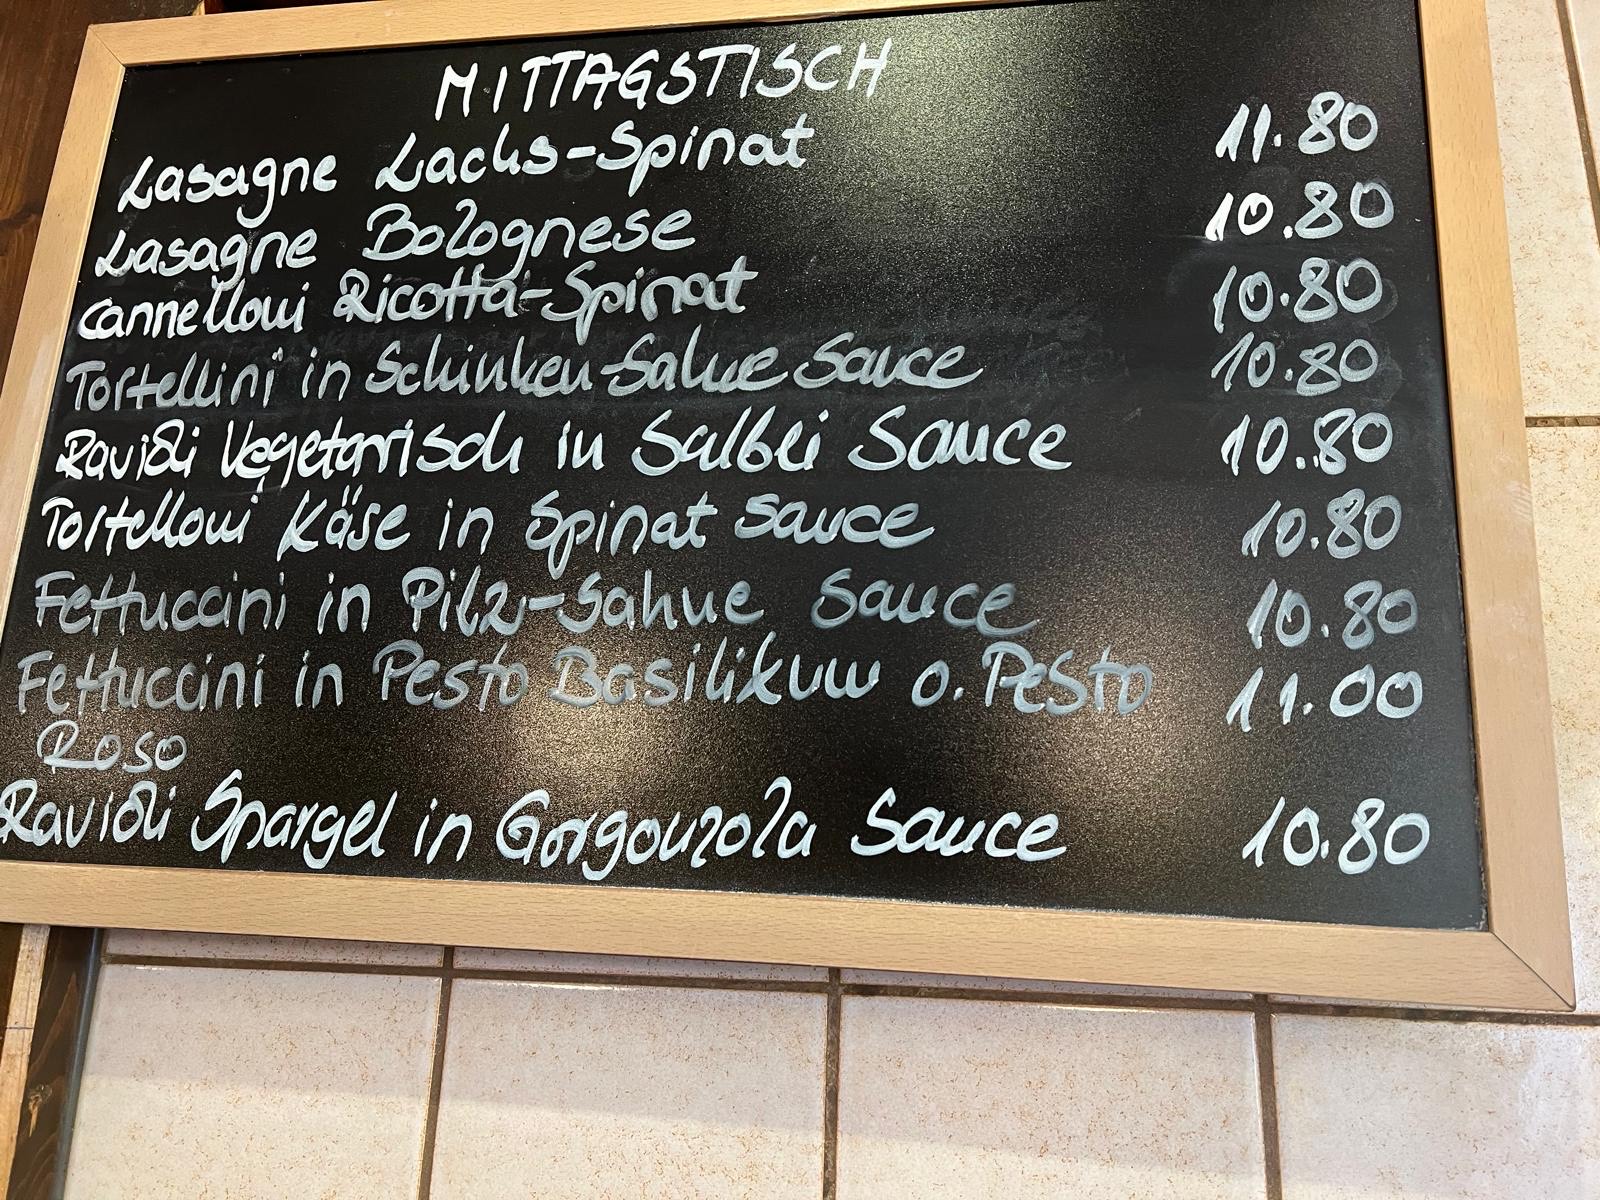 MITTAGSTISCH
Lasagne Lachs-Spinat 11.80
Lasagne Bolognese 10.80
Cannelloni Ricotta-Spinat 10.80
Tortellini in Schinken-Sahne Sauce 10.80
Ravioli Vegetarisch in Salbei Sauce 10.80
Tortelloni Käse in Spinat Sauce 10.80
Fettuccini in Pilz-Sahne Sauce 10.80
Fettuccini in Pesto Basilikum o. Pesto 11.00
Roso
Ravioli Spargel in Gorgonzola Sauce 10.80